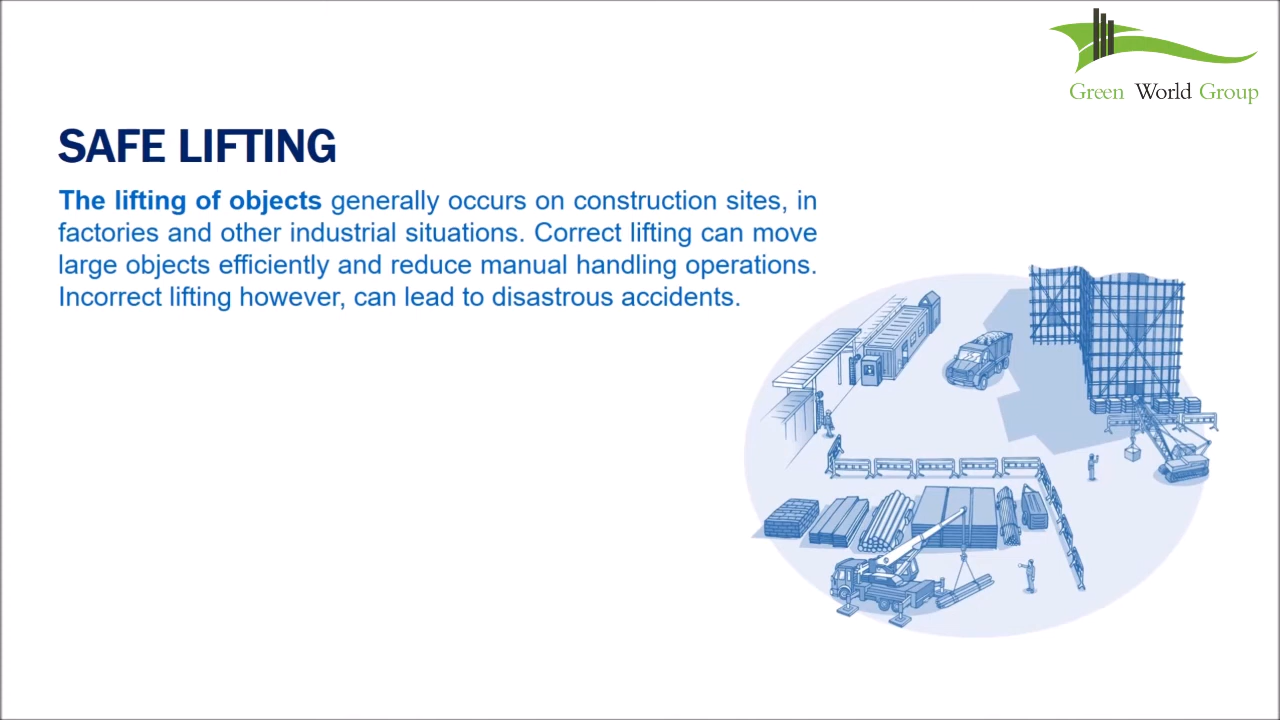 Green World Group
SAFE LIFTING
The lifting of objects generally occurs on construction sites, in
factories and other industrial situations. Correct lifting can move
large objects efficiently and reduce manual handling operations.
Incorrect lifting however, can lead to disastrous accidents.